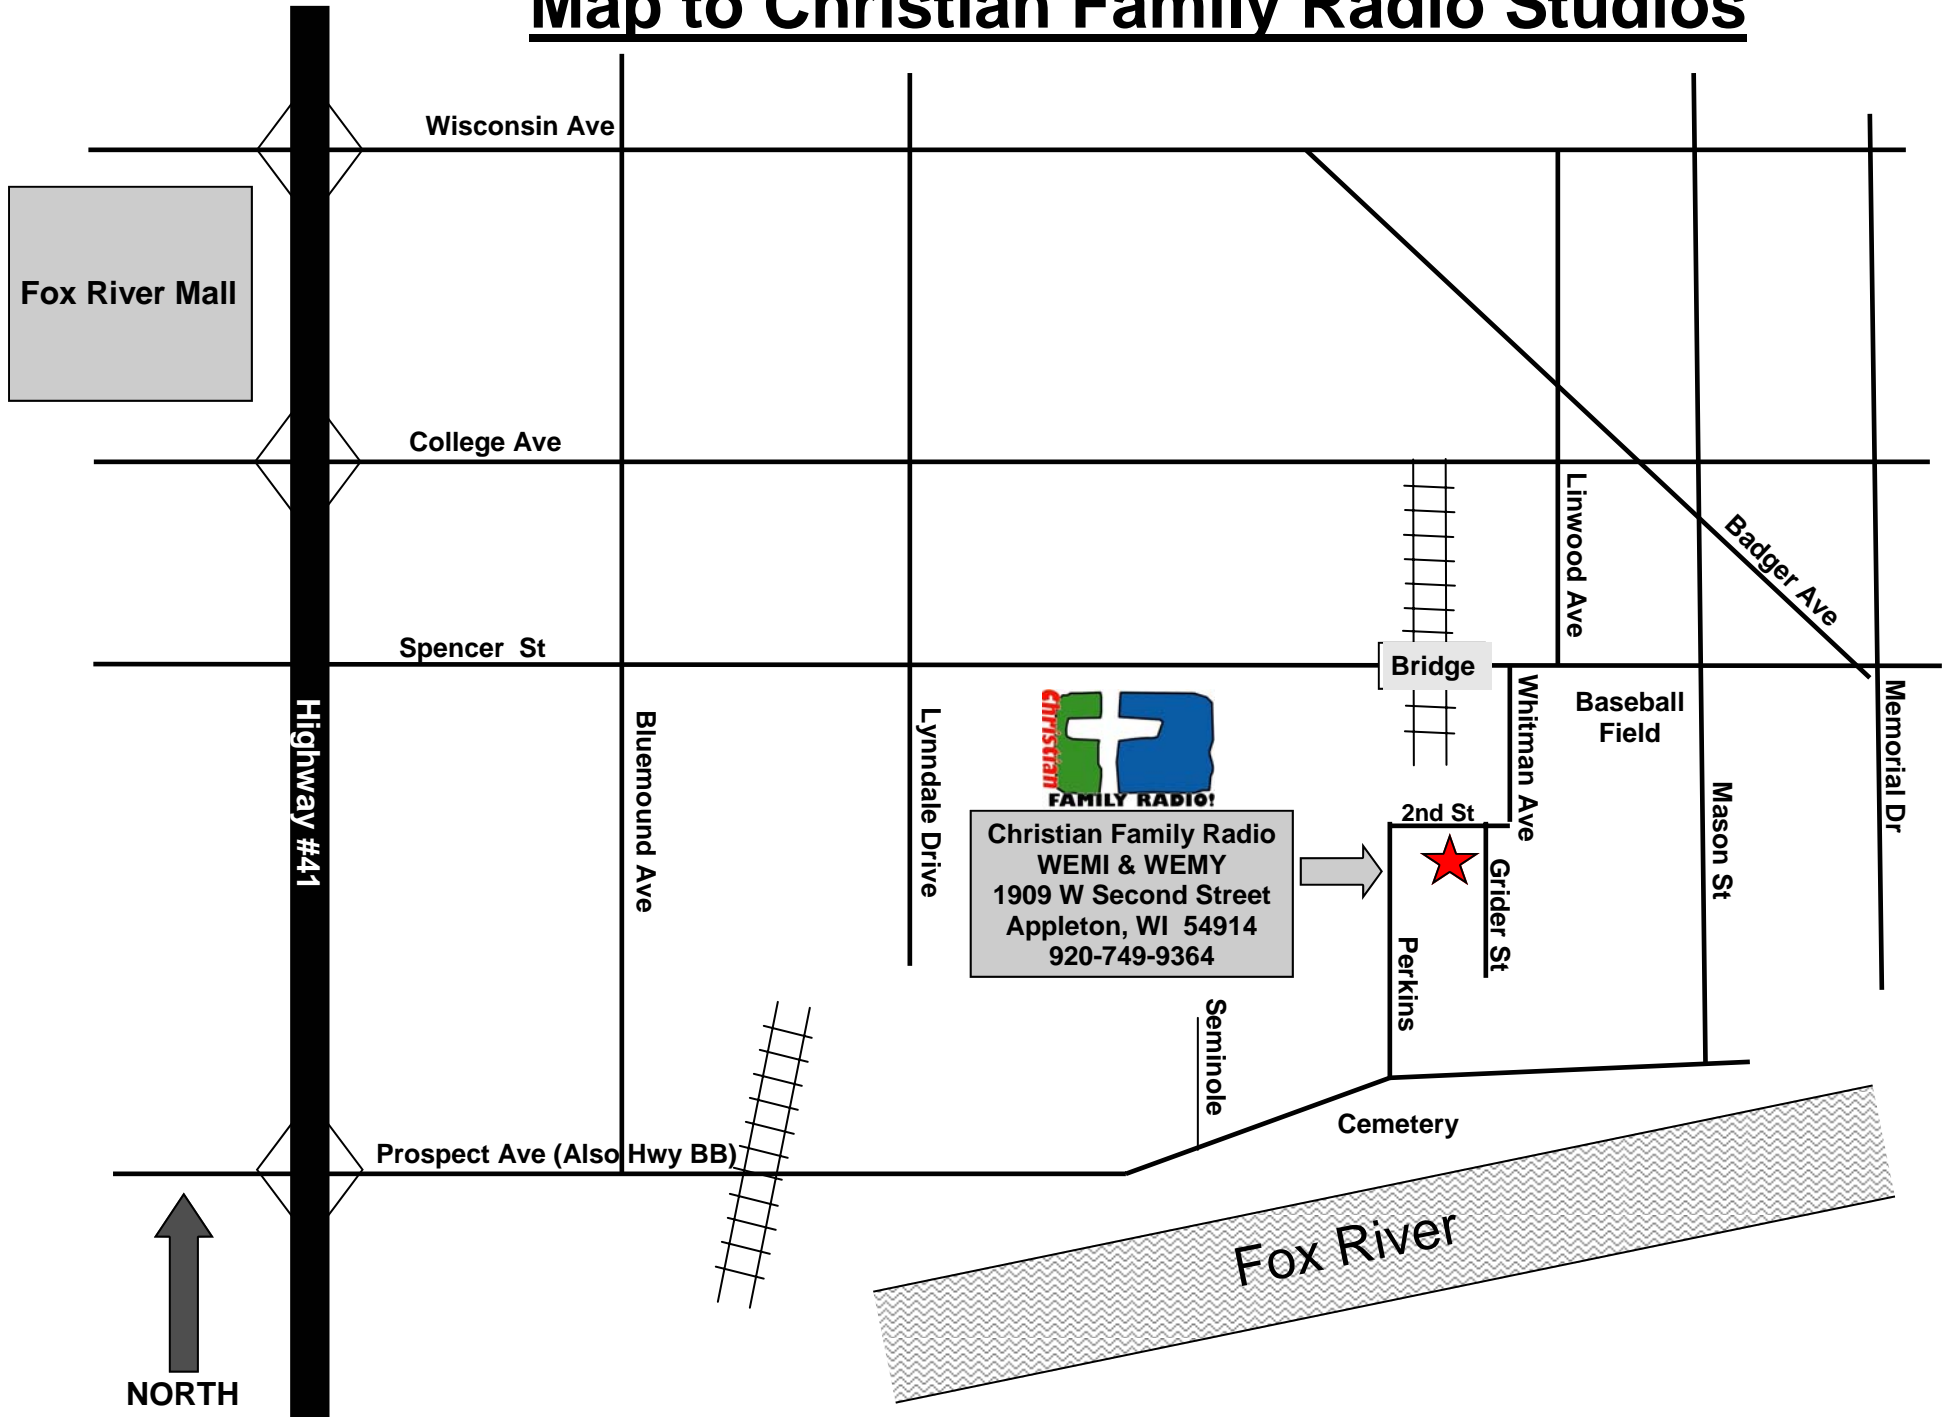 Map to Christian Family Radio Studios
Wisconsin Ave
Fox River Mall
College Ave
Linwood Ave
Badger Ave
Spencer St
Bridge
Highway #41
Bluemound Ave
Lynndale Drive
Christian
FAMILY RADIO!
Whitman Ave
Baseball
Field
Memorial Dr
Mason St
2nd St
Christian Family Radio
WEMI & WEMY
1909 W Second Street
Appleton, WI 54914
920-749-9364
Grider St
Perkins
Seminole
Cemetery
Prospect Ave (Also Hwy BB)
Fox River
NORTH